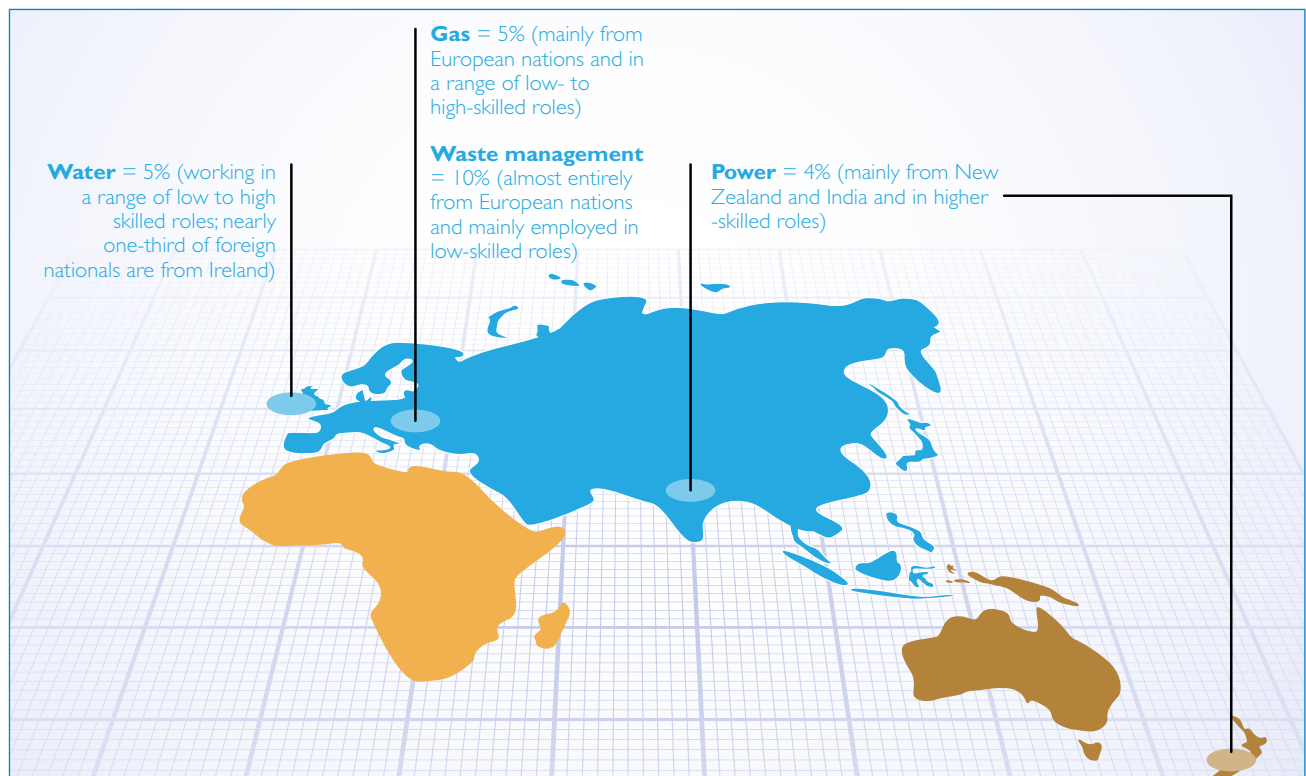 Gas = 5% (mainly from
European nations and in
a range of low- to
high-skilled roles)
Waste management
= 10% (almost entirely
from European nations
and mainly employed in
low-skilled roles)
Water = 5% (working in
a range of low to high
skilled roles; nearly
one-third of foreign
nationals are from Ireland)
Power = 4% (mainly from New
Zealand and India and in higher
-skilled roles)